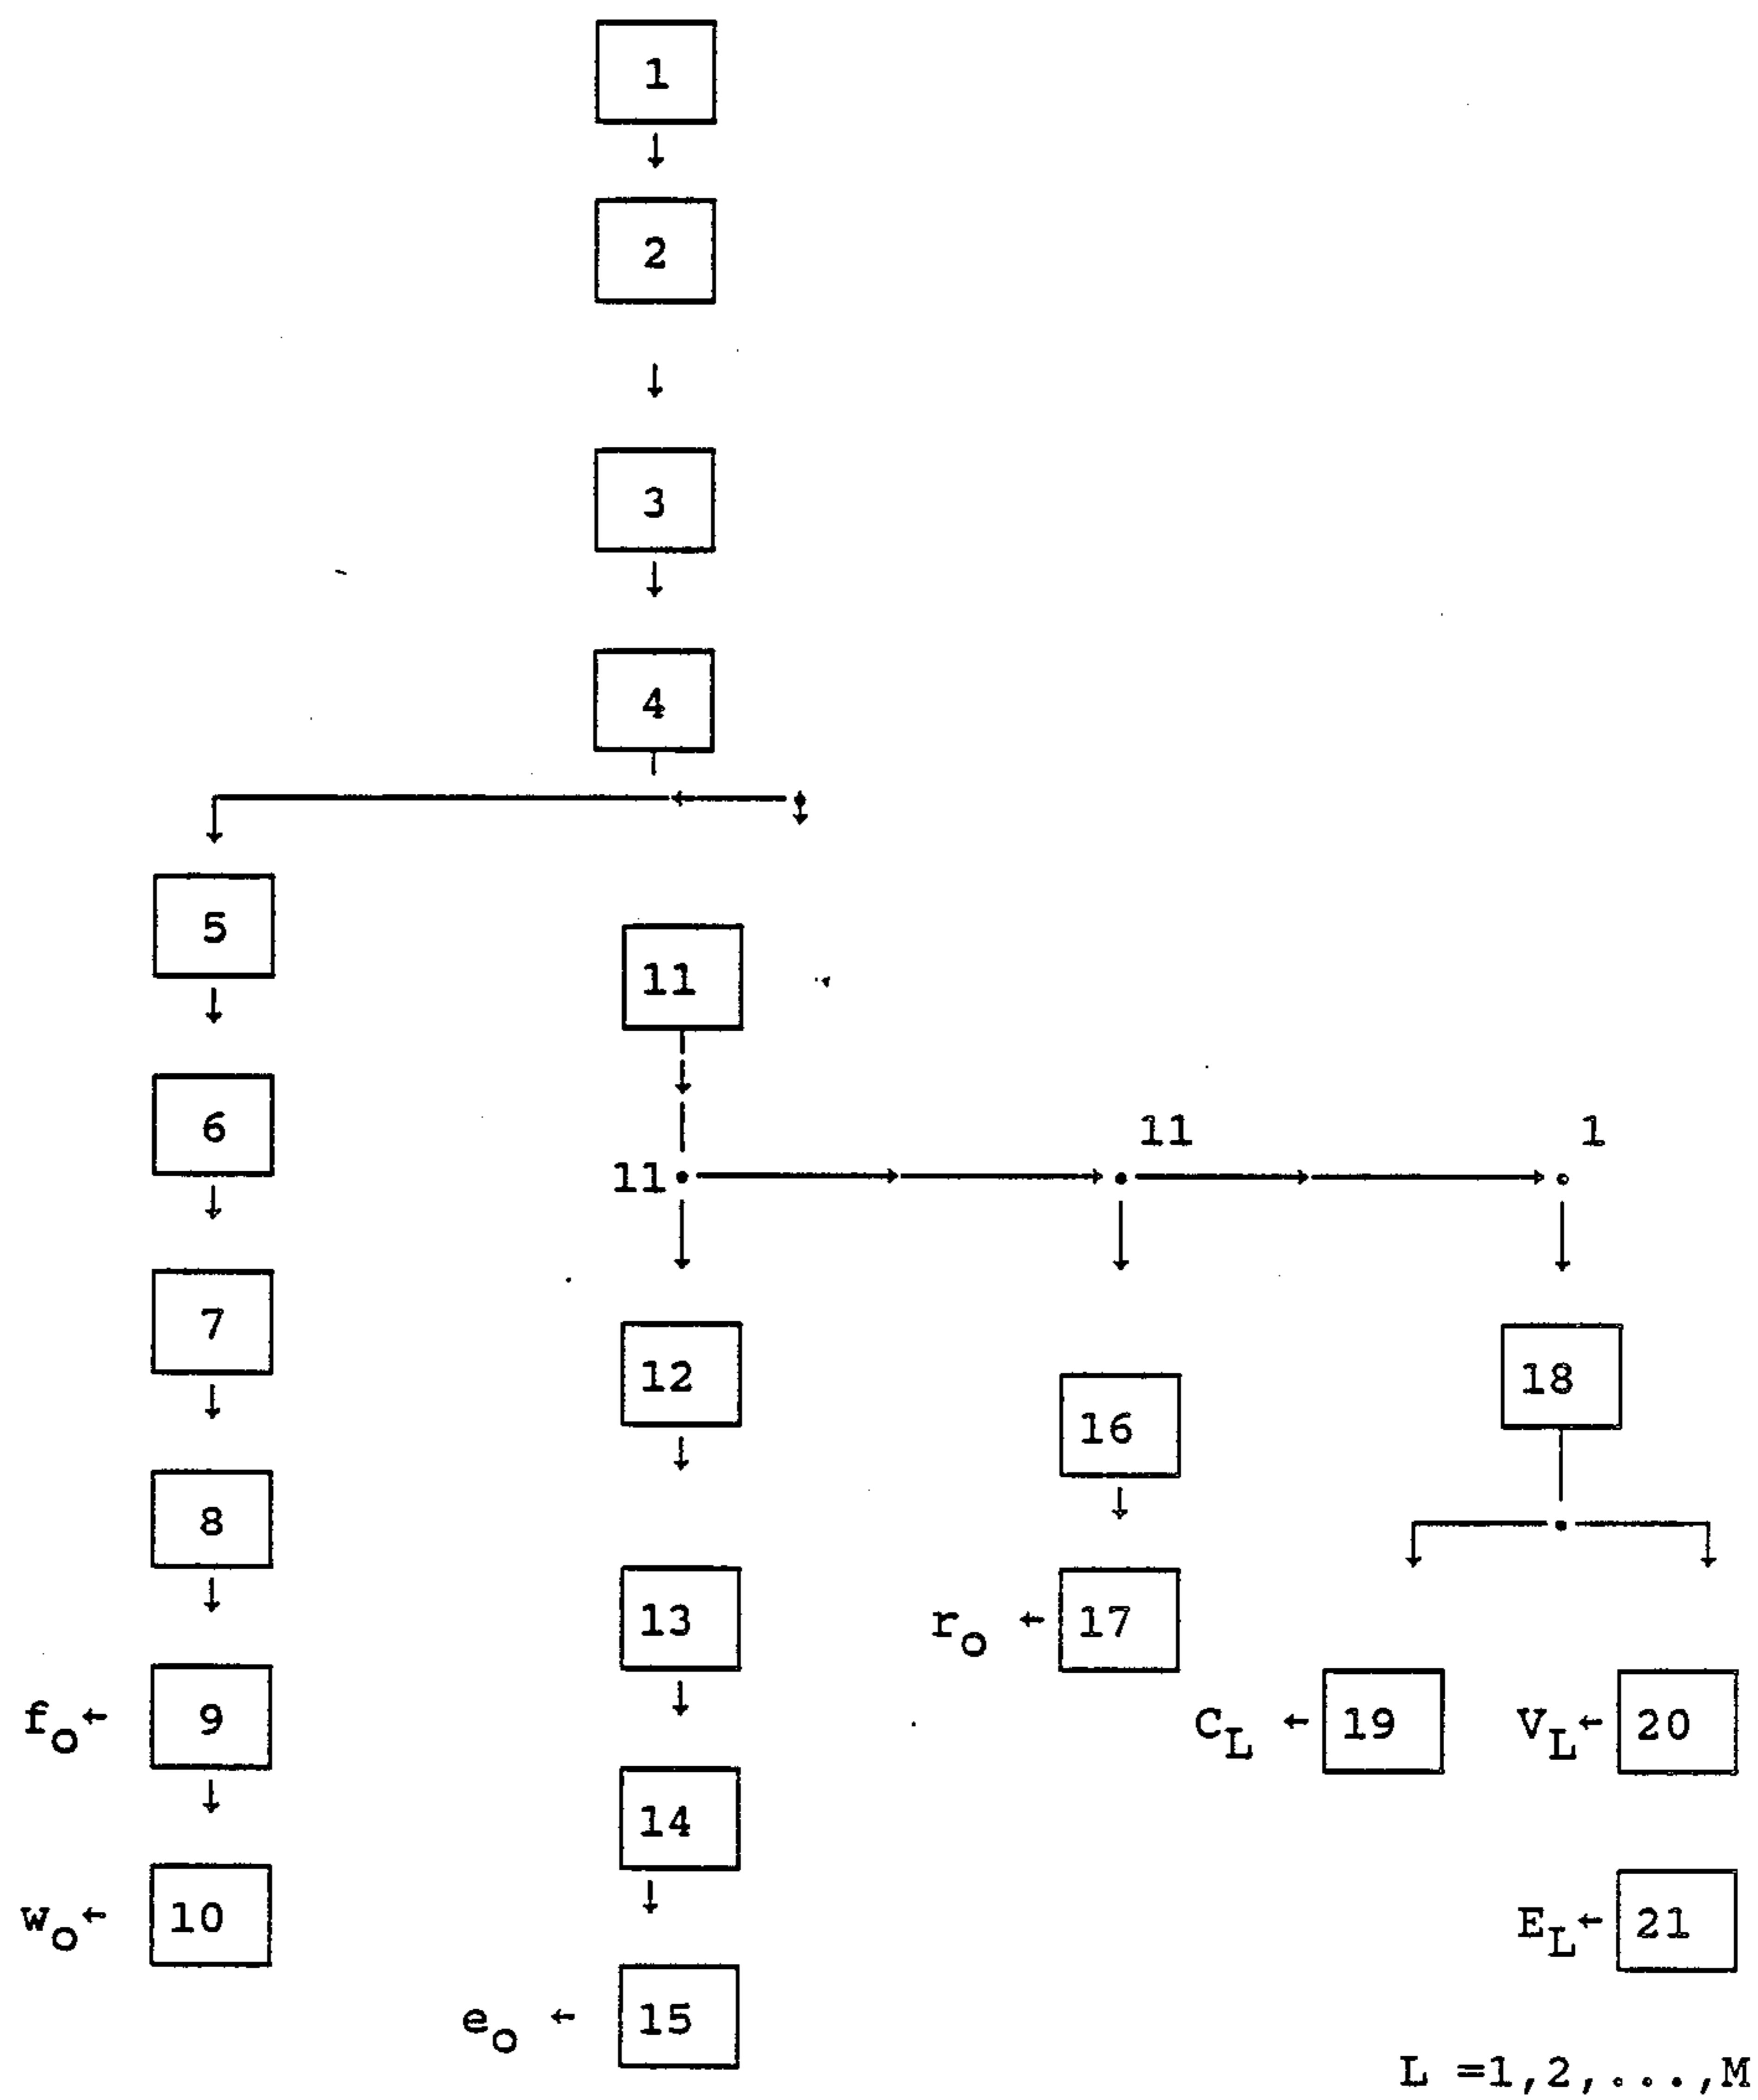 1
2
3
4
5
11
6
11
1
11
7
12
18
16
8
13
r₀ ← 17
f₀ ← 9
C_L ← 19
V_L ← 20
14
w₀ ← 10
E_L ← 21
e₀ ← 15
L =1,2,...,M